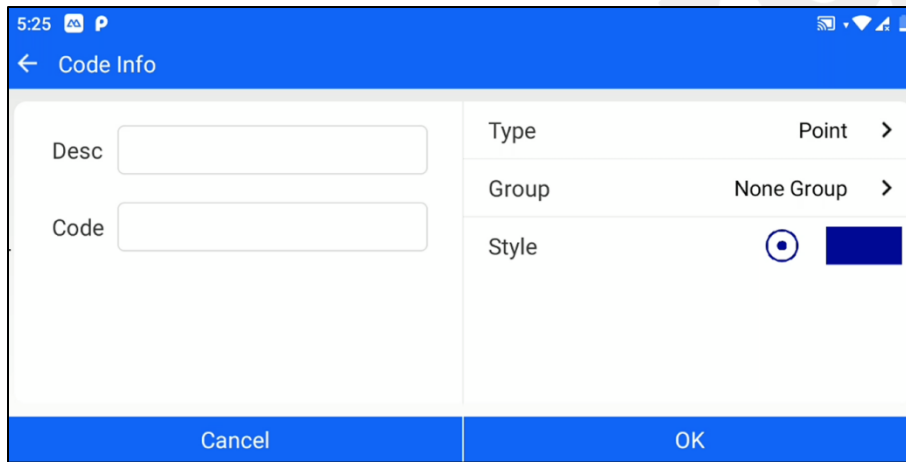 5:25
Code Info
Desc
Code
Type Point
Group None Group
Style
Cancel OK